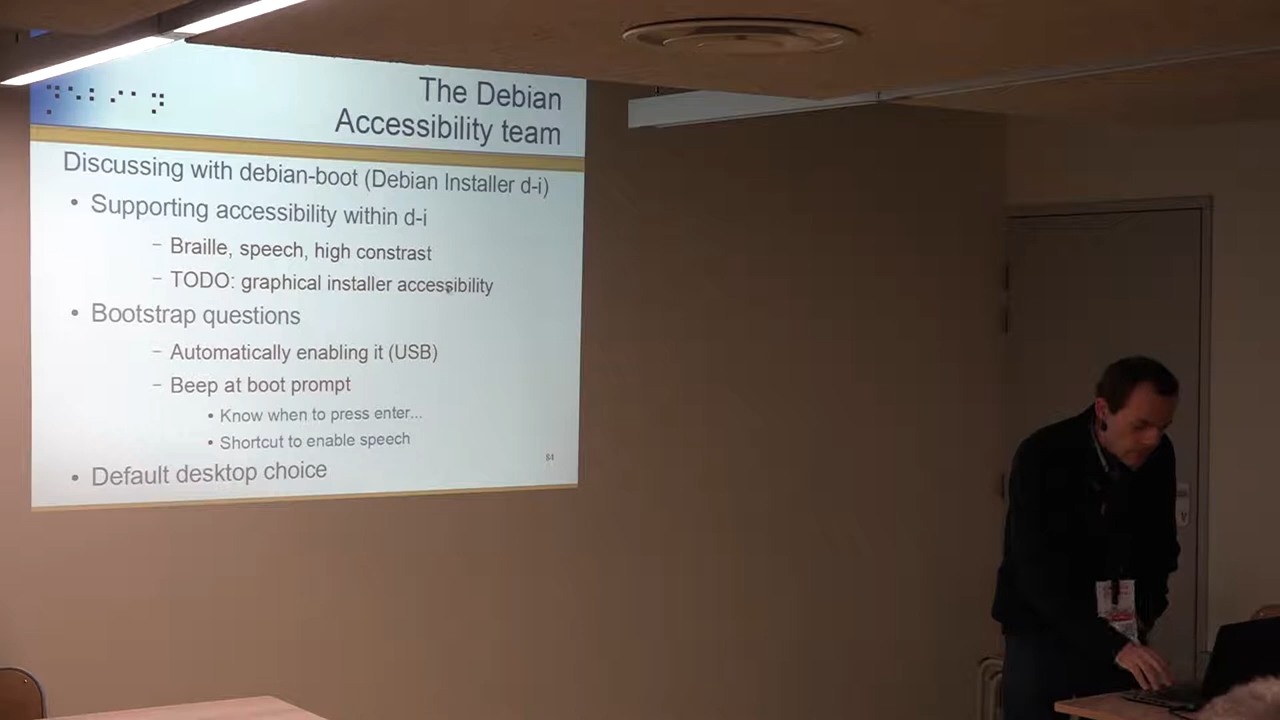 The Debian
Accessibility team
Discussing with debian-boot (Debian Installer d-i)
• Supporting accessibility within d-i
– Braille, speech, high constrast
– TODO: graphical installer accessibility
• Bootstrap questions
– Automatically enabling it (USB)
– Beep at boot prompt
• Know when to press enter...
• Shortcut to enable speech
• Default desktop choice